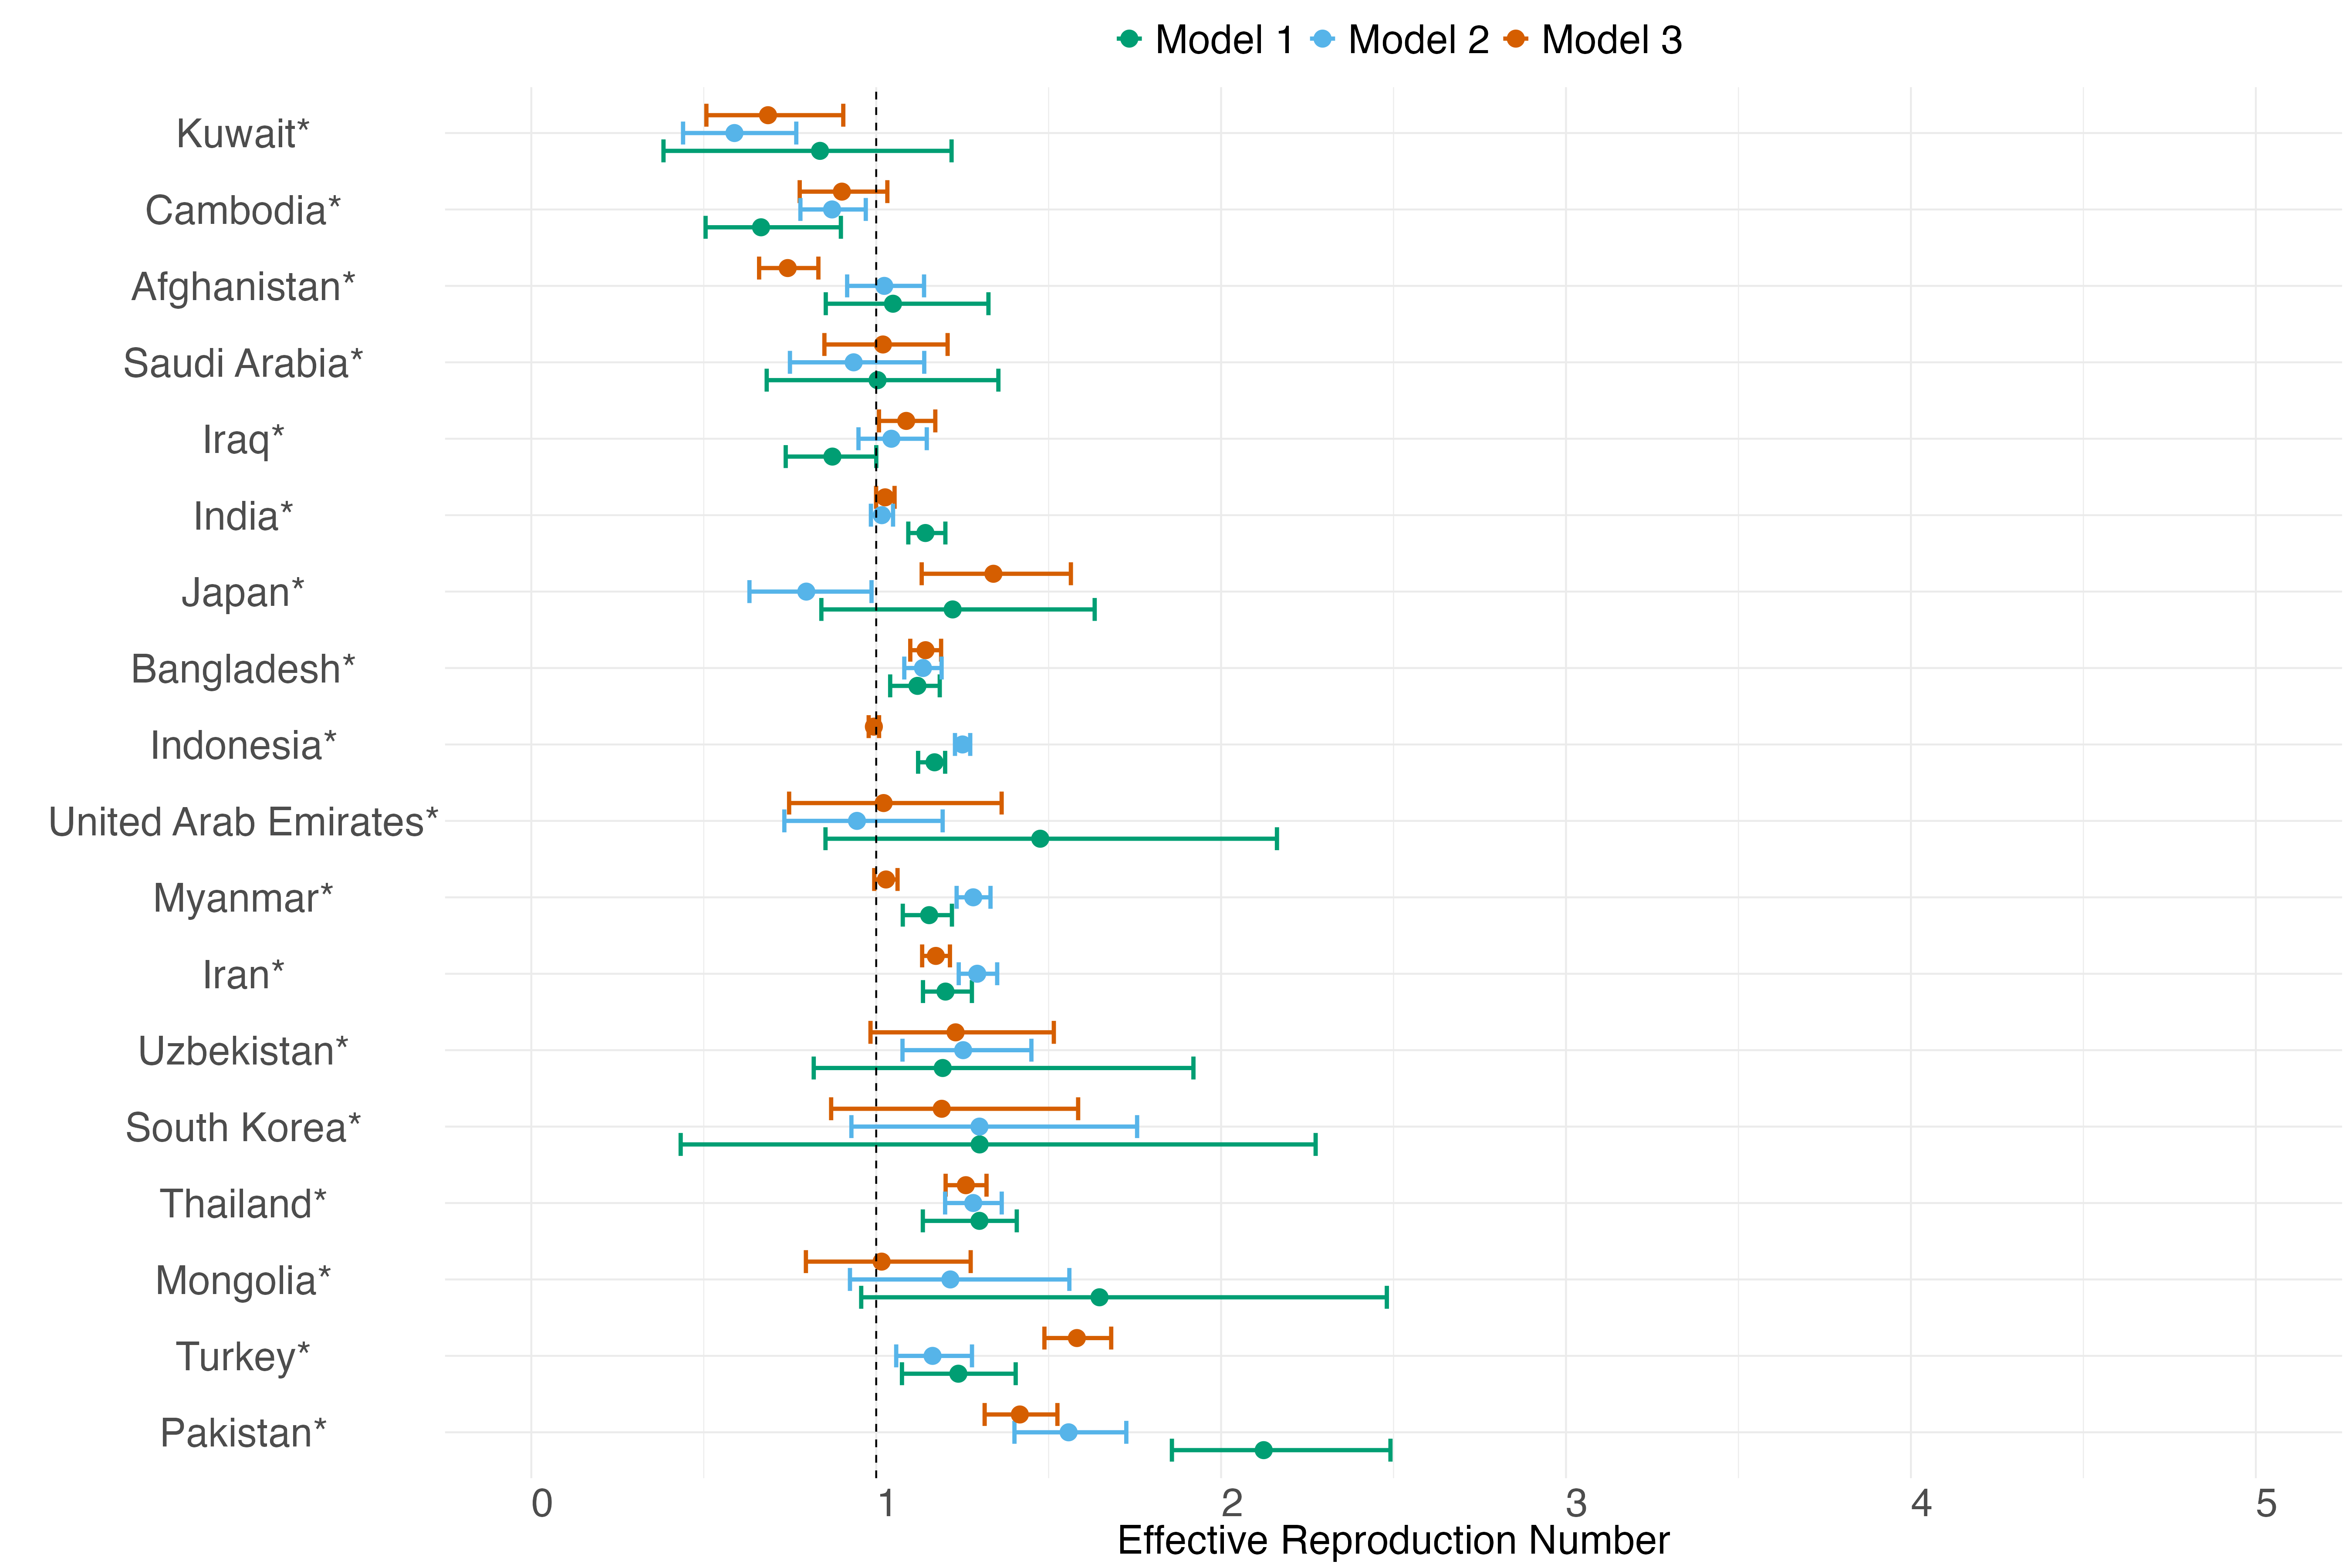 Model 1 Model 2 Model 3
Kuwait*
Cambodia*
Afghanistan*
Saudi Arabia*
Iraq*
India*
Japan*
Bangladesh*
Indonesia*
United Arab Emirates*
Myanmar*
Iran*
Uzbekistan*
South Korea*
Thailand*
Mongolia*
Turkey*
Pakistan*
0 1 2 3 4 5
Effective Reproduction Number